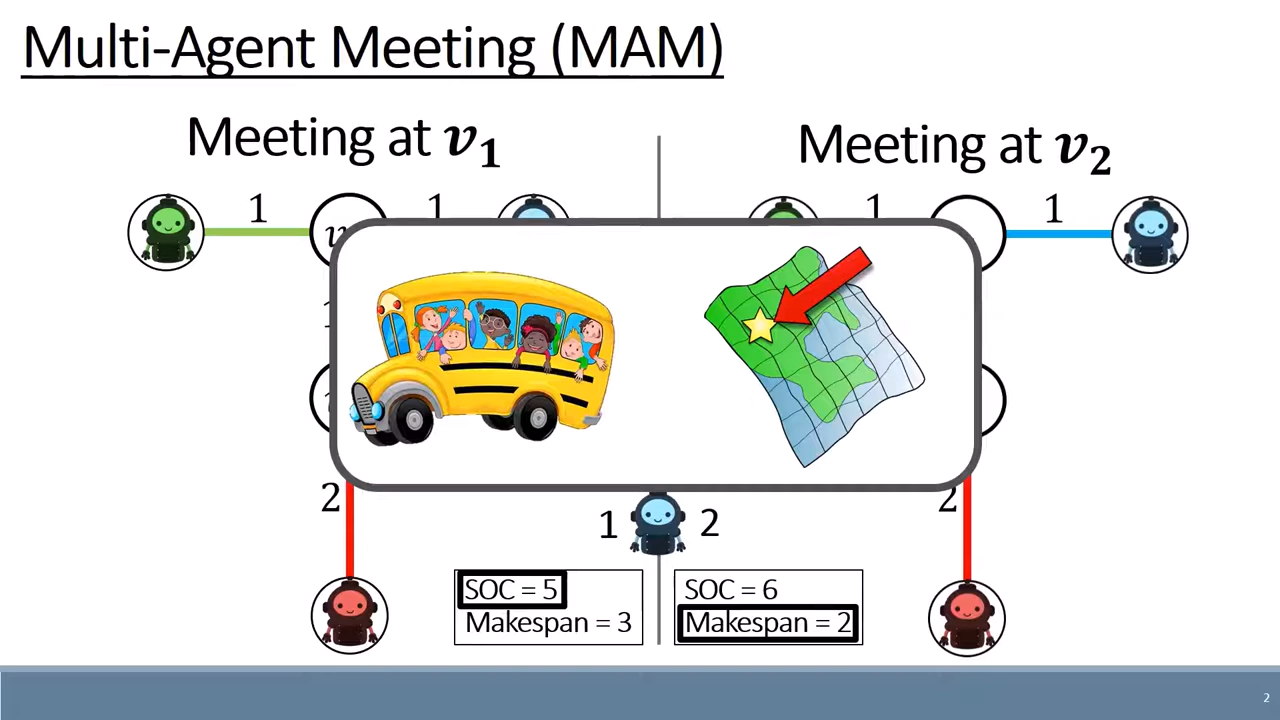 Multi-Agent Meeting (MAM)
Meeting at v₁
Meeting at v₂
1
1
1
1
2
2
1
2
SOC = 5
Makespan = 3
SOC = 6
Makespan = 2
2